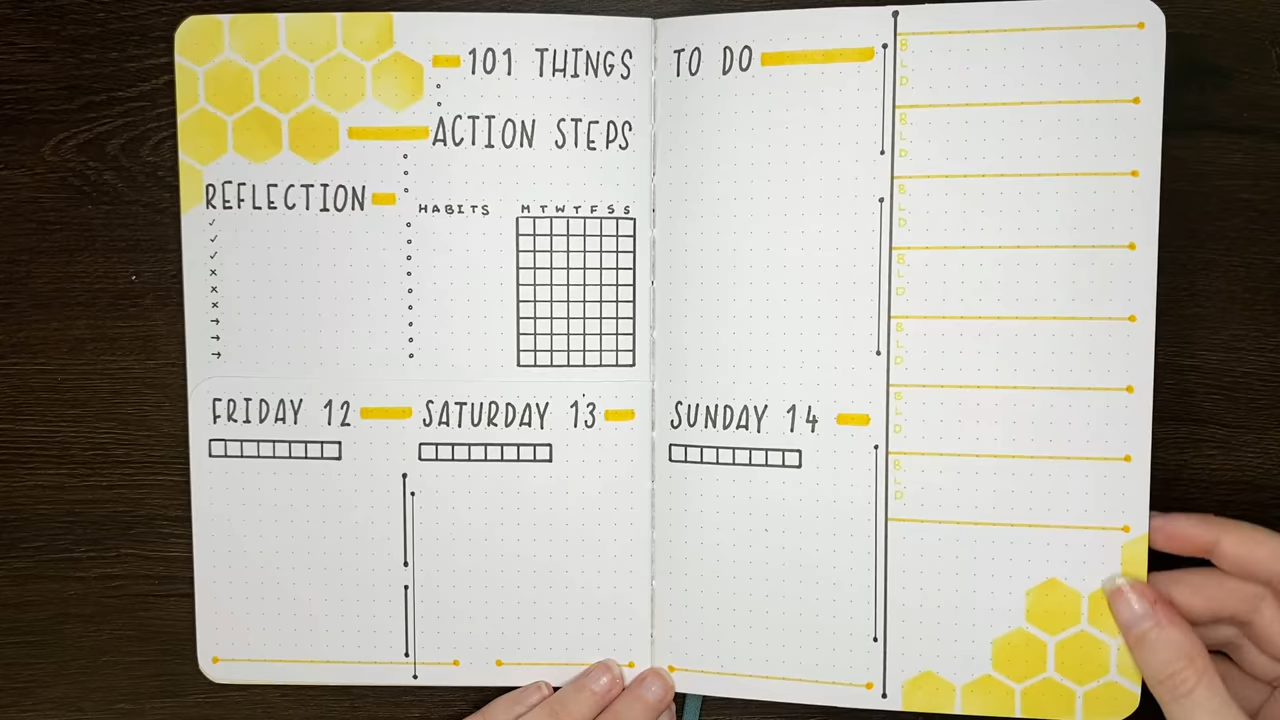 101 THINGS
ACTION STEPS
REFLECTION
HABITS
M T W T F S S
FRIDAY 12
SATURDAY 13
TO DO
SUNDAY 14
B
L
D
B
L
D
B
L
D
B
L
D
B
L
D
B
L
D
B
L
D